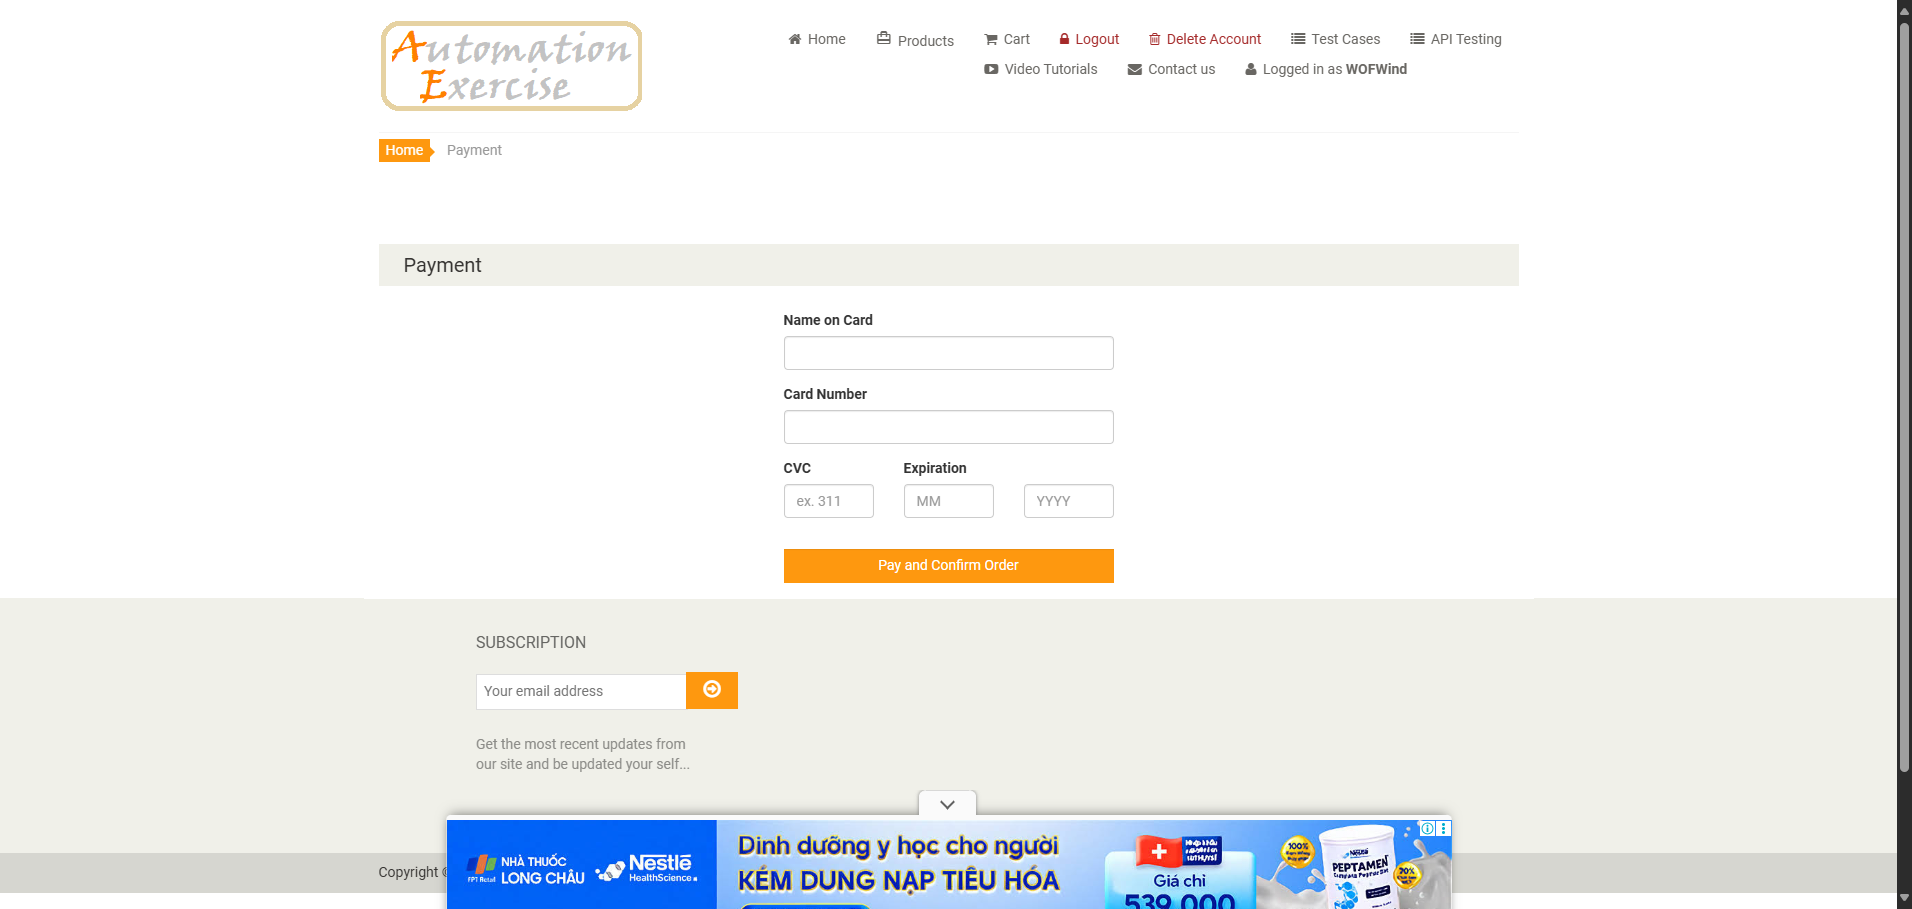 Automation
Exercise
Home
Products
Cart
Logout
Delete Account
Test Cases
API Testing
Video Tutorials
Contact us
Logged in as WOFWind
Home
Payment
Payment
Name on Card
Card Number
CVC
Expiration
ex. 311
MM
YYYY
Pay and Confirm Order
SUBSCRIPTION
Your email address
Get the most recent updates from
our site and be updated your self...
Copyright ©
NHÀ THUỐC
LONG CHÂU
FPT Retail
Nestlé
HealthScience
Dinh dưỡng y học cho người
KÉM DUNG NẠP TIÊU HÓA
Giá chỉ
539.000
100%
Nestlé
PEPTAMEN
70%